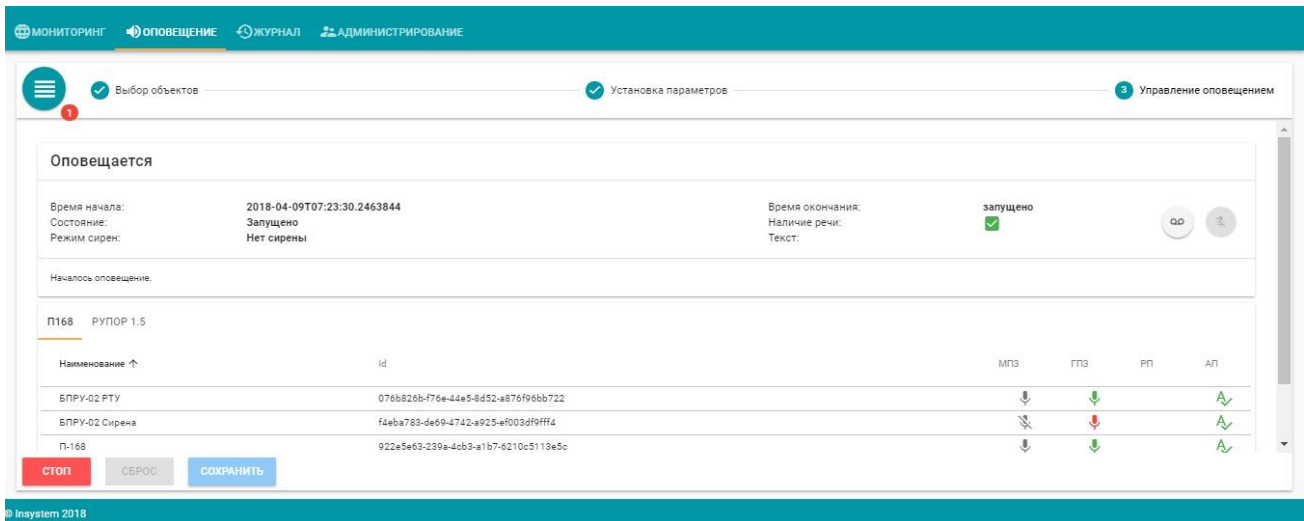 МОНИТОРИНГ ОПОВЕЩЕНИЕ ЖУРНАЛ АДМИНИСТРИРОВАНИЕ
1
Выбор объектов Установка параметров 3 Управление оповещением
Оповещается
Время начала: 2018-04-09T07:23:30.2463844 Время окончания: запущено
Состояние: Запущено Наличие речи:
Режим сирен: Нет сирены Текст:
Началось оповещение.
П168 РУПОР 1.5
Наименование Id МПЗ ГПЗ РП АП
БПРУ-02 РТУ 076b826b-f76e-44e5-8d52-a876f96bb722
БПРУ-02 Сирена f4eba783-de69-4742-a925-ef003df9fff4
П-168 922e5e63-239a-4cb3-a1b7-6210c5113e5c
СТОП СБРОС СОХРАНИТЬ
© Insystem 2018